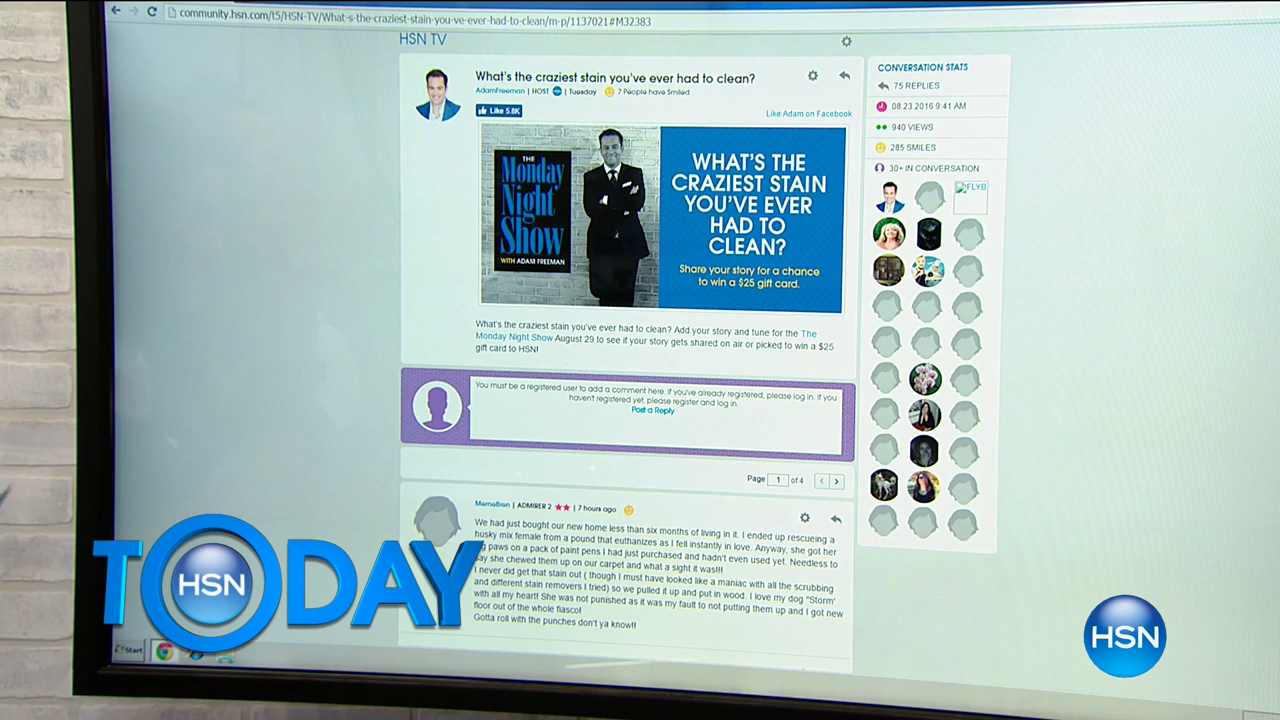 community.hsn.com/t5/HSN-TV/What-s-the-craziest-stain-you-ve-ever-had-to-clean/m-p/1137021#M32383
HSN TV
What's the craziest stain you've ever had to clean?
AdamFreeman | HOST | Tuesday 7 People have Smiled
Like 5.8K
Like Adam on Facebook
THE
Monday
Night
Show
WITH ADAM FREEMAN
WHAT'S THE
CRAZIEST STAIN
YOU'VE EVER
HAD TO
CLEAN?
Share your story for a chance
to win a $25 gift card.
What's the craziest stain you've ever had to clean? Add your story and tune for the The
Monday Night Show August 29 to see if your story gets shared on air or picked to win a $25
gift card to HSN!
You must be a registered user to add a comment here. If you've already registered, please log in. If you
haven't registered yet, please register and log in.
Post a Reply
Page 1 of 4
MemeBren | ADMIRER 2 | 7 hours ago
We had just bought our new home less than six months of living in it. I ended up rescueing a
husky mix female from a pound that euthanizes as I fell instantly in love. Anyway, she got her
paws on a pack of paint pens I had just purchased and hadn't even used yet. Needless to
say she chewed them up on our carpet and what a sight it was!!!
I never did get that stain out ( though I must have looked like a maniac with all the scrubbing
and different stain removers I tried) so we pulled it up and put in wood. I love my dog "Storm'
with all my heart! She was not punished as it was my fault to not putting them up and I got new
floor out of the whole fiasco!
Gotta roll with the punches don't ya know!!
CONVERSATION STATS
75 REPLIES
08.23 2016 9:41 AM
940 VIEWS
285 SMILES
30+ IN CONVERSATION
FLYB
Start
TODAY
HSN
HSN